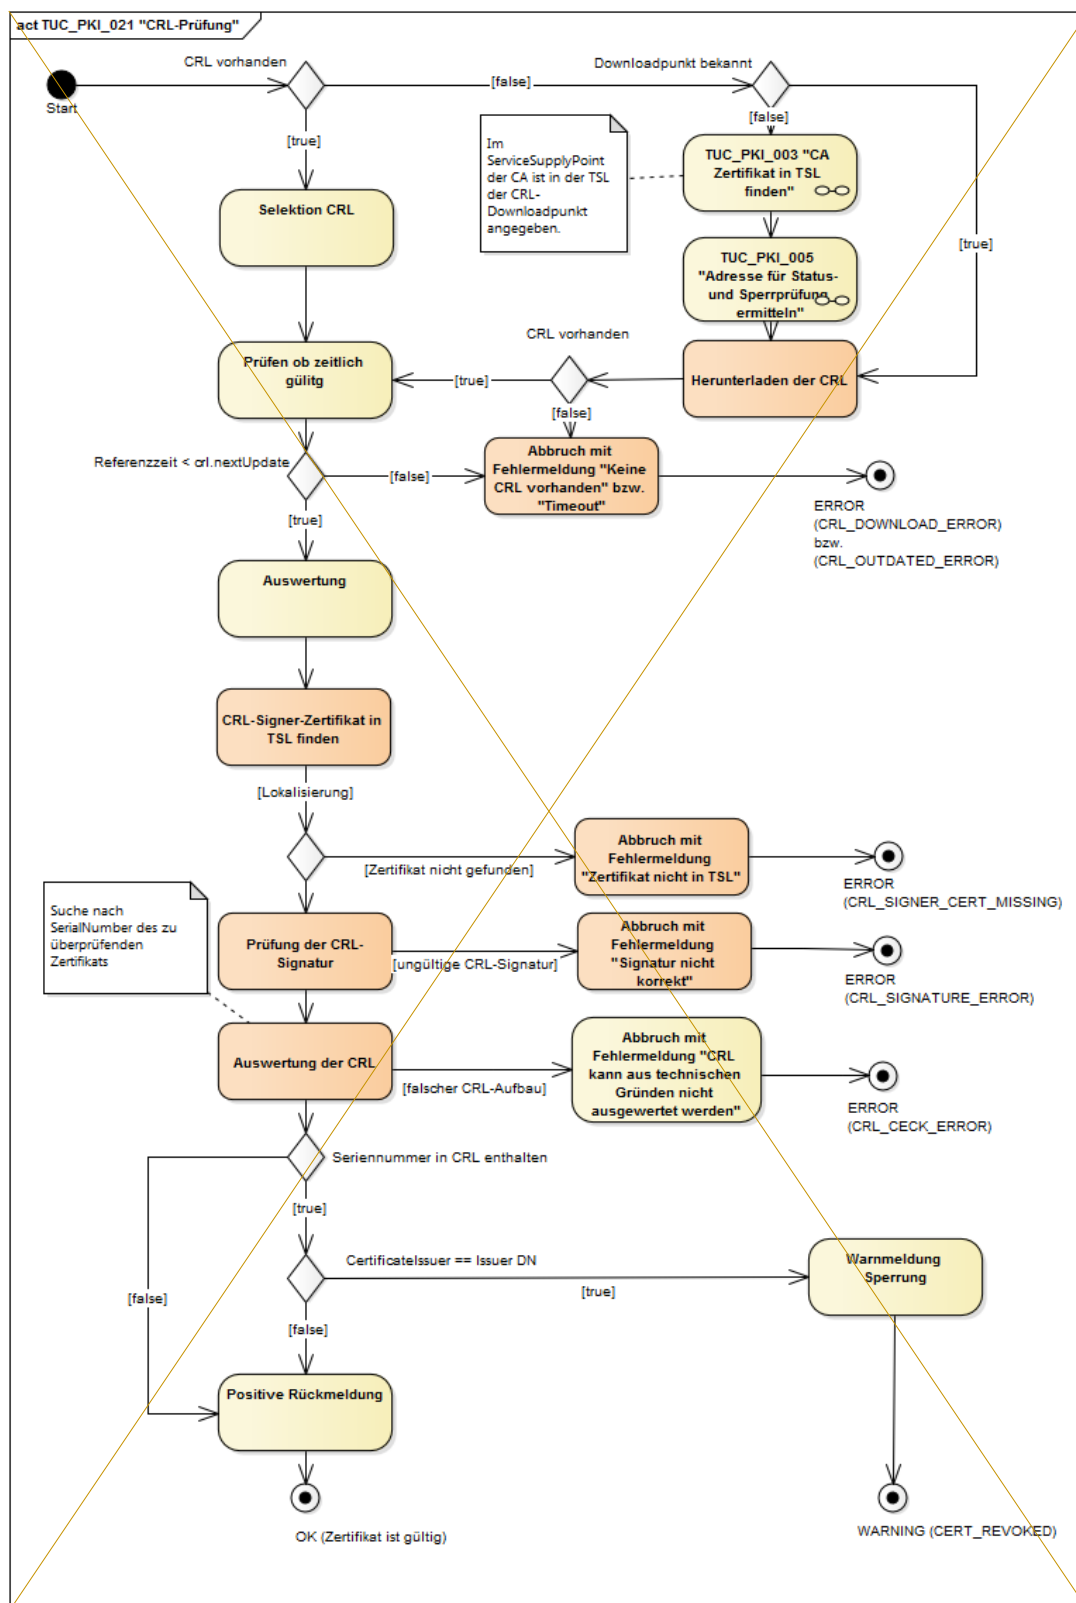 act TUC_PKI_021 "CRL-Prüfung"
CRL vorhanden
Downloadpunkt bekannt
Start
[false]
[true]
[false]
Im
ServiceSupplyPoint
der CA ist in der TSL
der CRL-
Downloadpunkt
angegeben.
TUC_PKI_003 "CA
Zertifikat in TSL
finden"
Selektion CRL
[true]
TUC_PKI_005
"Adresse für Status-
und Sperrprüfung
ermitteln"
CRL vorhanden
Prüfen ob zeitlich
gülitg
[true]
Herunterladen der CRL
[false]
Referenzzeit < crl.nextUpdate
[false]
Abbruch mit
Fehlermeldung "Keine
CRL vorhanden" bzw.
"Timeout"
[true]
ERROR
(CRL_DOWNLOAD_ERROR)
bzw.
(CRL_OUTDATED_ERROR)
Auswertung
CRL-Signer-Zertifikat in
TSL finden
[Lokalisierung]
[Zertifikat nicht gefunden]
Abbruch mit
Fehlermeldung
"Zertifikat nicht in TSL"
ERROR
(CRL_SIGNER_CERT_MISSING)
Suche nach
SerialNumber des zu
überprüfenden
Zertifikats
Prüfung der CRL-
Signatur
[ungültige CRL-Signatur]
Abbruch mit
Fehlermeldung
"Signatur nicht
korrekt"
ERROR
(CRL_SIGNATURE_ERROR)
Auswertung der CRL
[falscher CRL-Aufbau]
Abbruch mit
Fehlermeldung "CRL
kann aus technischen
Gründen nicht
ausgewertet werden"
ERROR
(CRL_CECK_ERROR)
Seriennummer in CRL enthalten
[true]
CertificateIssuer == Issuer DN
[true]
Warnmeldung
Sperrung
[false]
[false]
Positive Rückmeldung
OK (Zertifikat ist gültig)
WARNING (CERT_REVOKED)